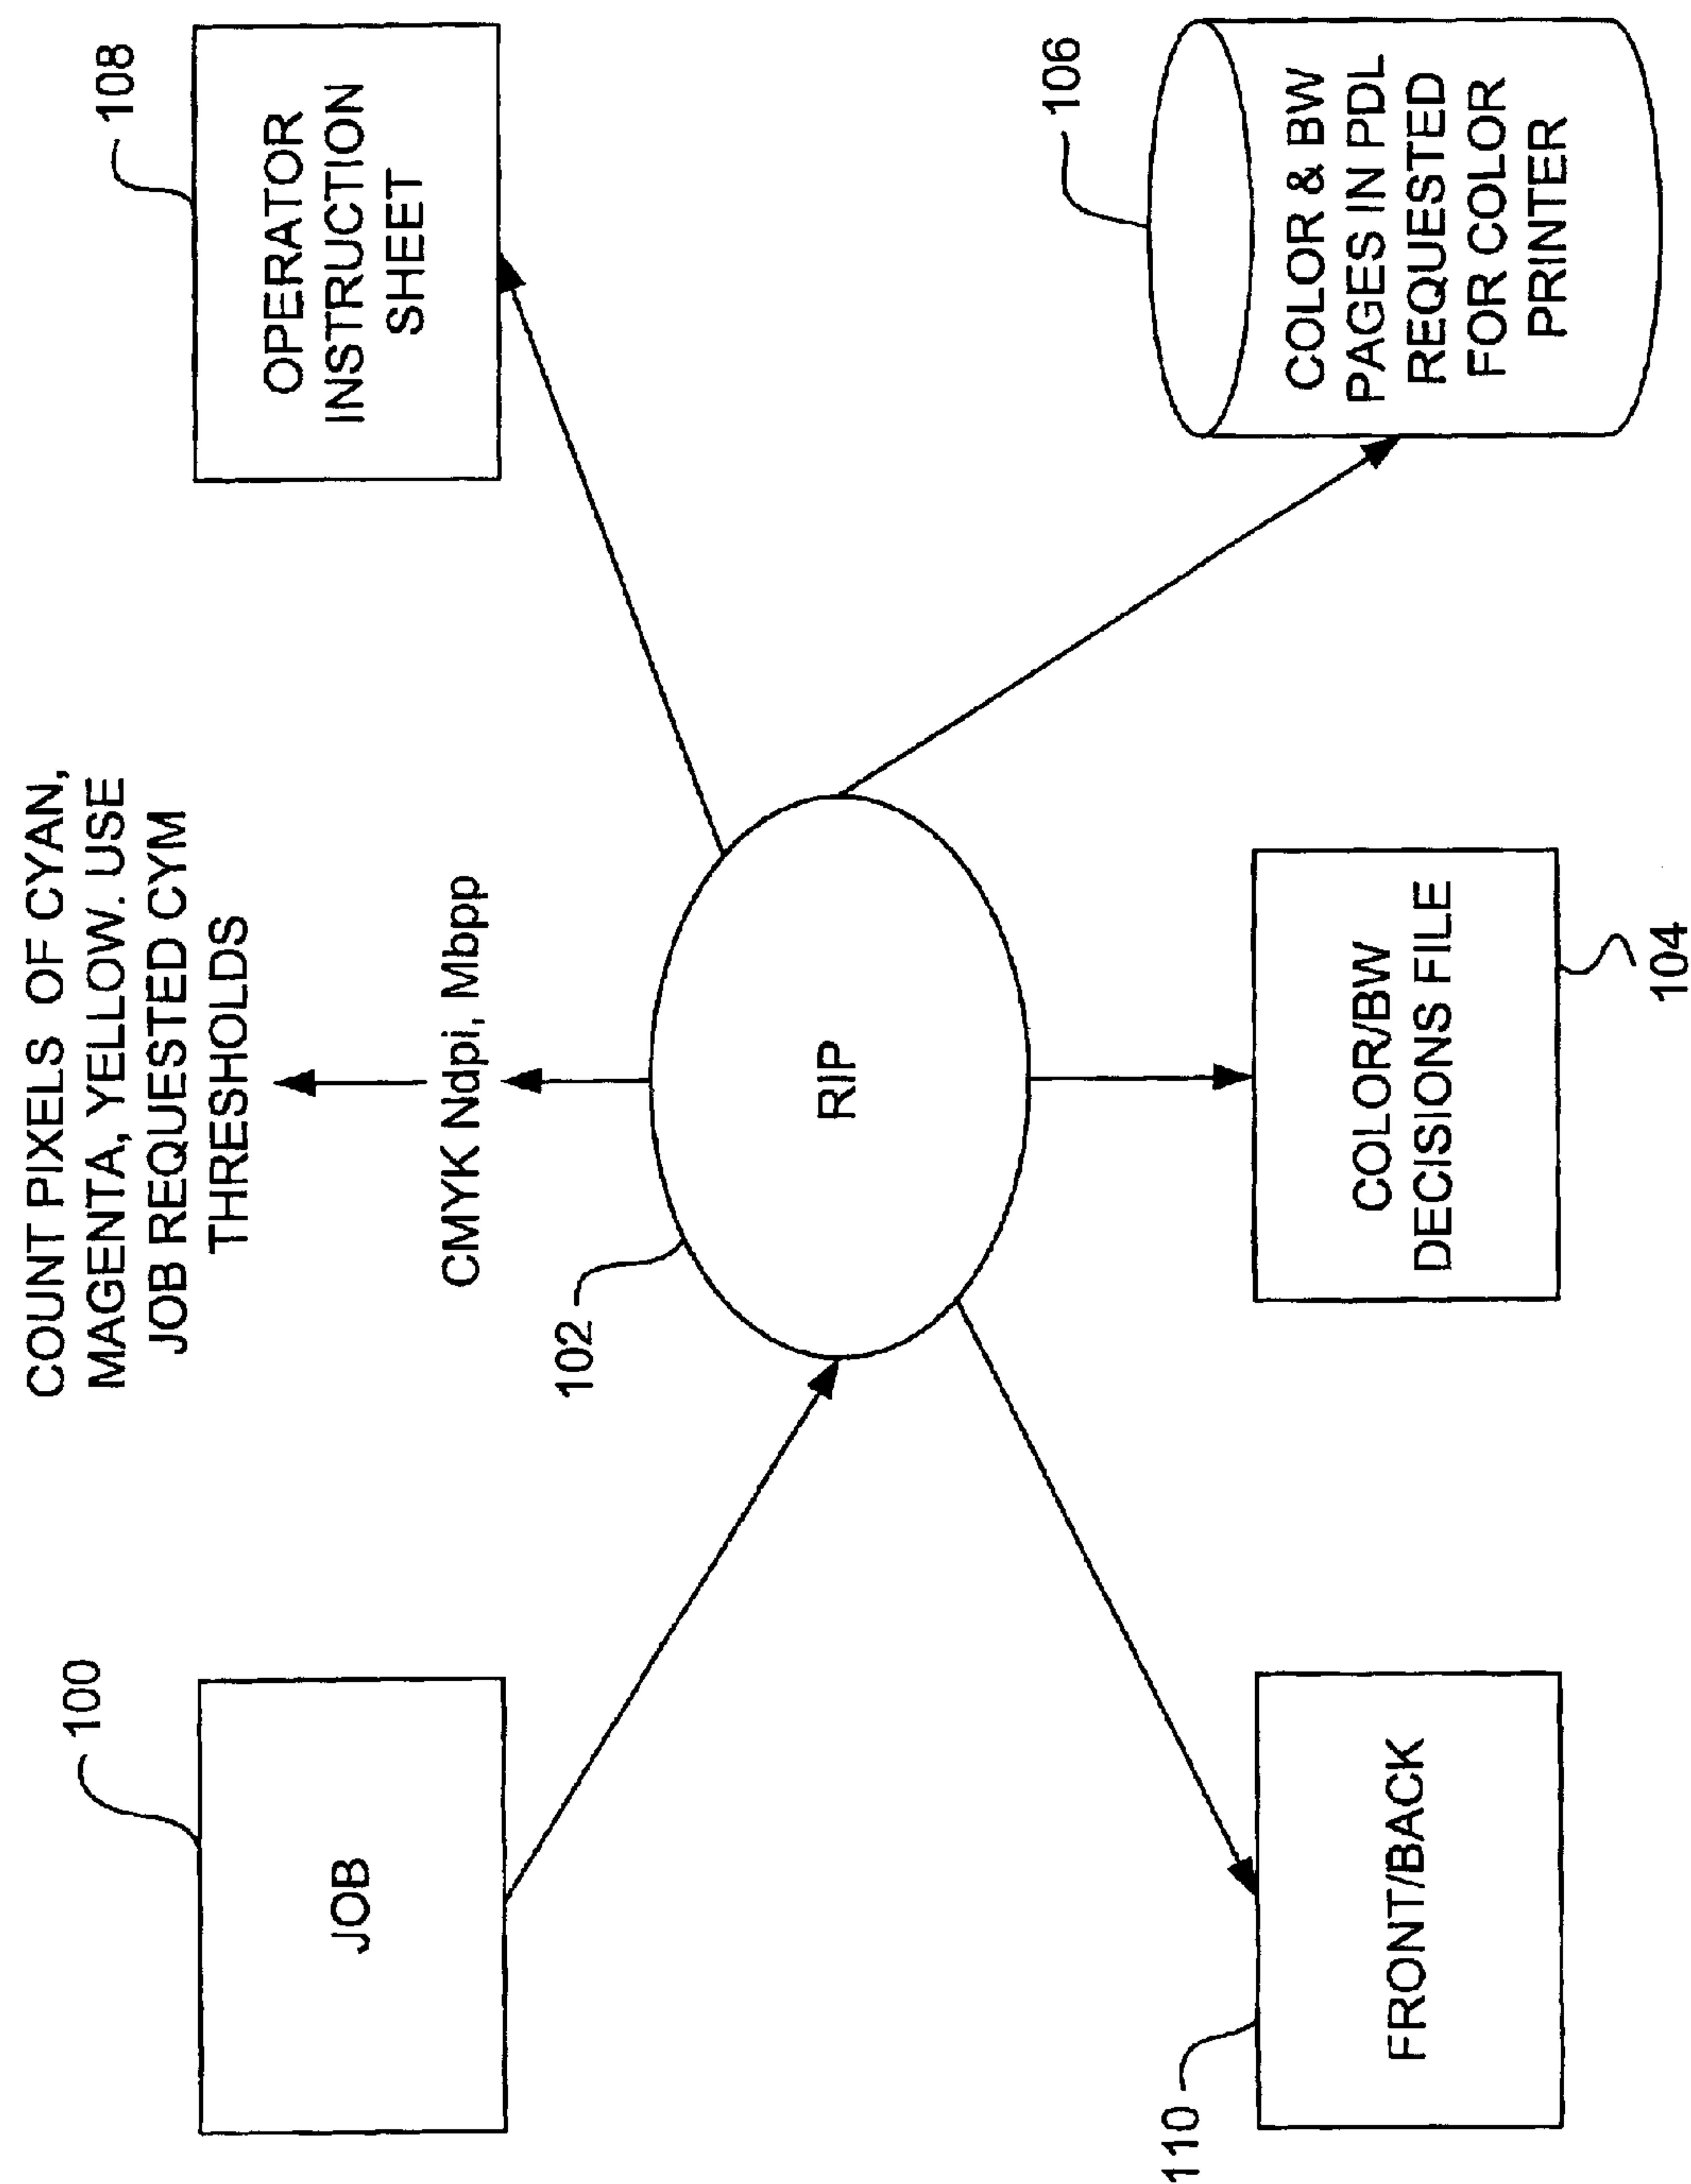 COUNT PIXELS OF CYAN,
MAGENTA, YELLOW. USE
JOB REQUESTED CYM
THRESHOLDS
100
108
JOB
CMYK Ndpi, Mbpp
OPERATOR
INSTRUCTION
SHEET
102
RIP
110
106
FRONT/BACK
COLOR/BW
DECISIONS FILE
COLOR & BW
PAGES IN PDL
REQUESTED
FOR COLOR
PRINTER
104